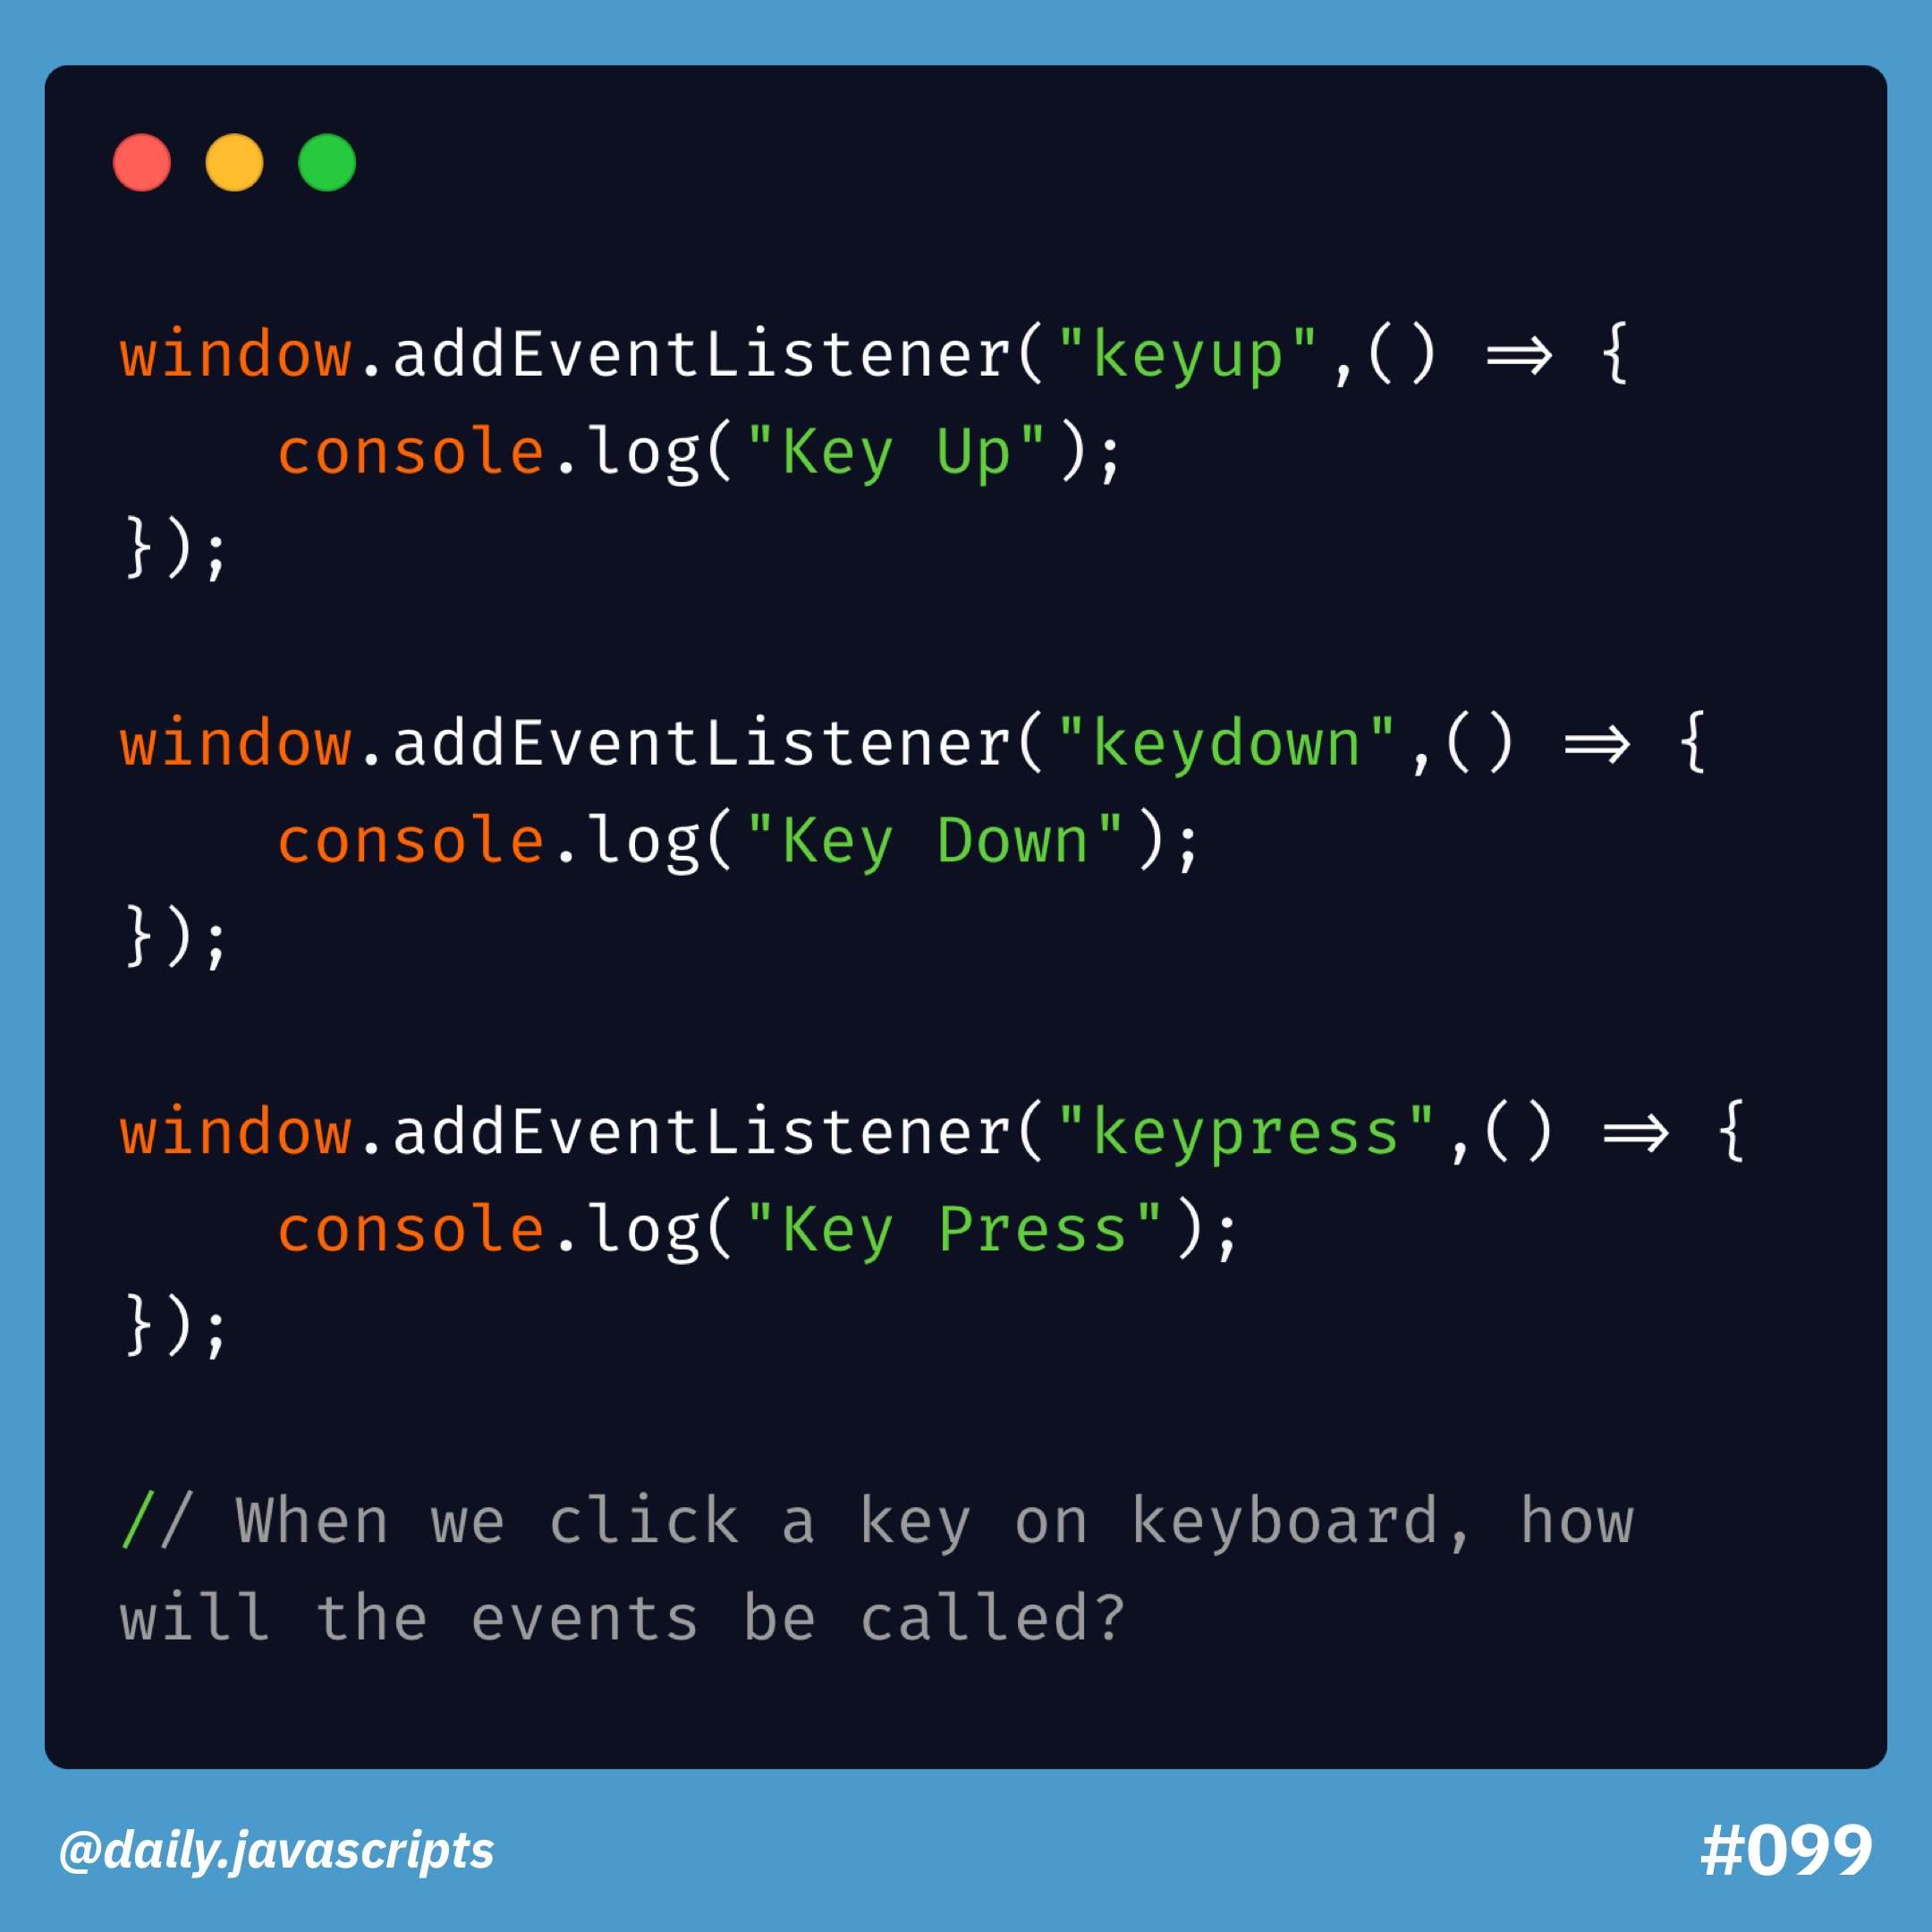 window.addEventListener("keyup",() => {
    console.log("Key Up");
});

window.addEventListener("keydown",() => {
    console.log("Key Down");
});

window.addEventListener("keypress",() => {
    console.log("Key Press");
});

// When we click a key on keyboard, how
will the events be called?
@daily.javascripts
#099